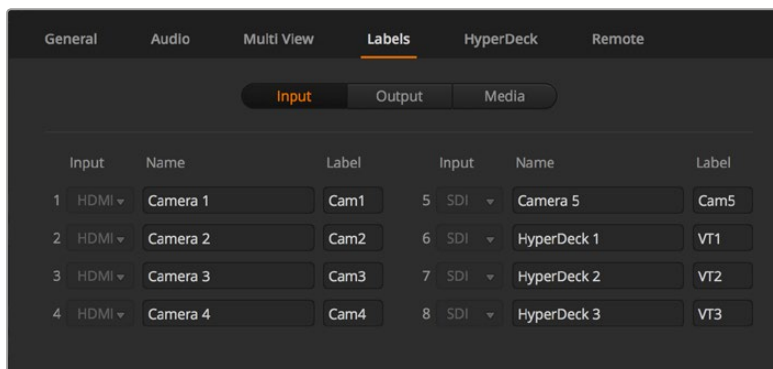 General Audio Multi View Labels HyperDeck Remote
Input Output Media
Input Name Label Input Name Label
1 HDMI Camera 1 Cam1 5 SDI Camera 5 Cam5
2 HDMI Camera 2 Cam2 6 SDI HyperDeck 1 VT1
3 HDMI Camera 3 Cam3 7 SDI HyperDeck 2 VT2
4 HDMI Camera 4 Cam4 8 SDI HyperDeck 3 VT3